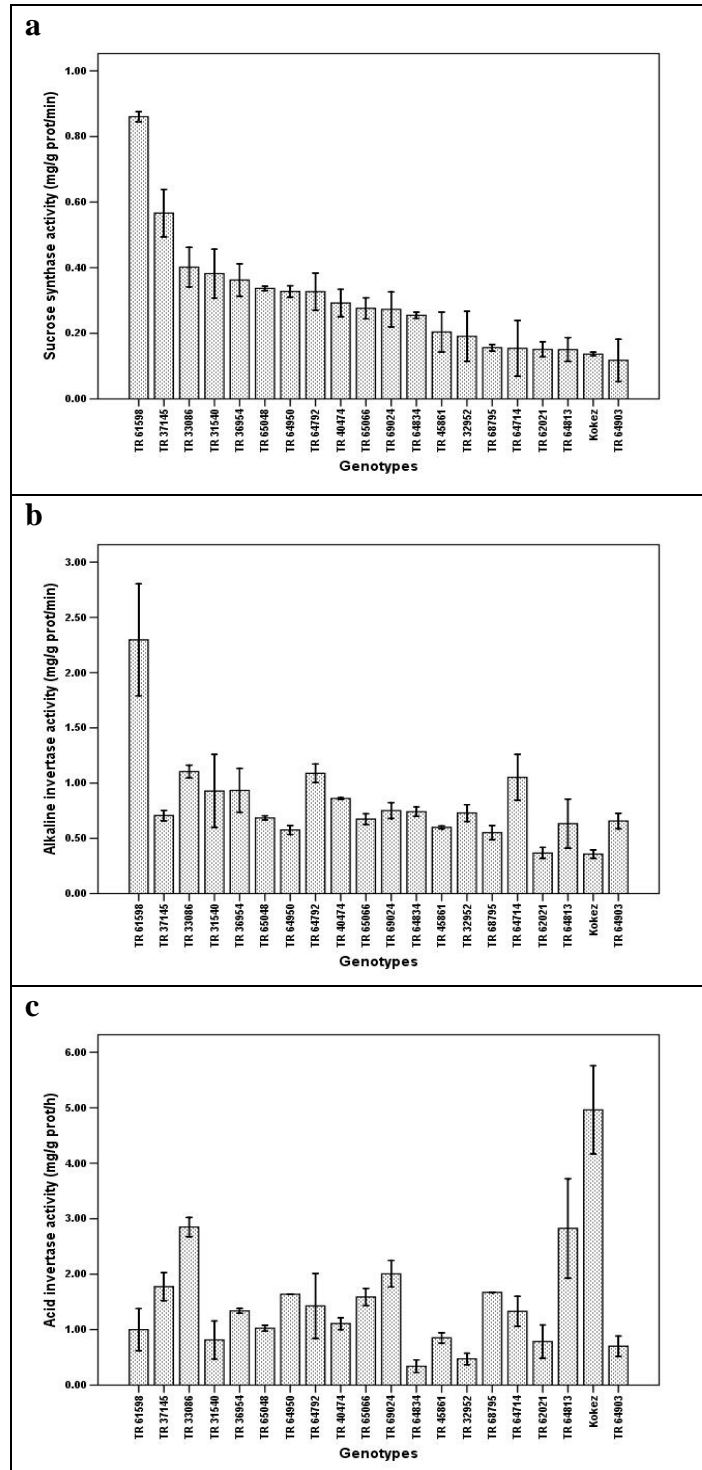 a
Sucrose synthase activity (mg/g prot/min)
1.00
0.80
0.60
0.40
0.20
0.00
TR 61598
TR 37145
TR 33086
TR 31540
TR 36954
TR 65048
TR 64950
TR 64792
TR 40474
TR 65066
TR 69024
TR 64834
TR 45861
TR 32952
TR 68795
TR 64714
TR 62021
TR 64813
Kokez
TR 64903
Genotypes
b
Alkaline invertase activity (mg/g prot/min)
3.00
2.50
2.00
1.50
1.00
0.50
0.00
TR 61598
TR 37145
TR 33086
TR 31540
TR 36954
TR 65048
TR 64950
TR 64792
TR 40474
TR 65066
TR 69024
TR 64834
TR 45861
TR 32952
TR 68795
TR 64714
TR 62021
TR 64813
Kokez
TR 64903
Genotypes
c
Acid invertase activity (mg/g prot/h)
6.00
5.00
4.00
3.00
2.00
1.00
0.00
TR 61598
TR 37145
TR 33086
TR 31540
TR 36954
TR 65048
TR 64950
TR 64792
TR 40474
TR 65066
TR 69024
TR 64834
TR 45861
TR 32952
TR 68795
TR 64714
TR 62021
TR 64813
Kokez
TR 64903
Genotypes